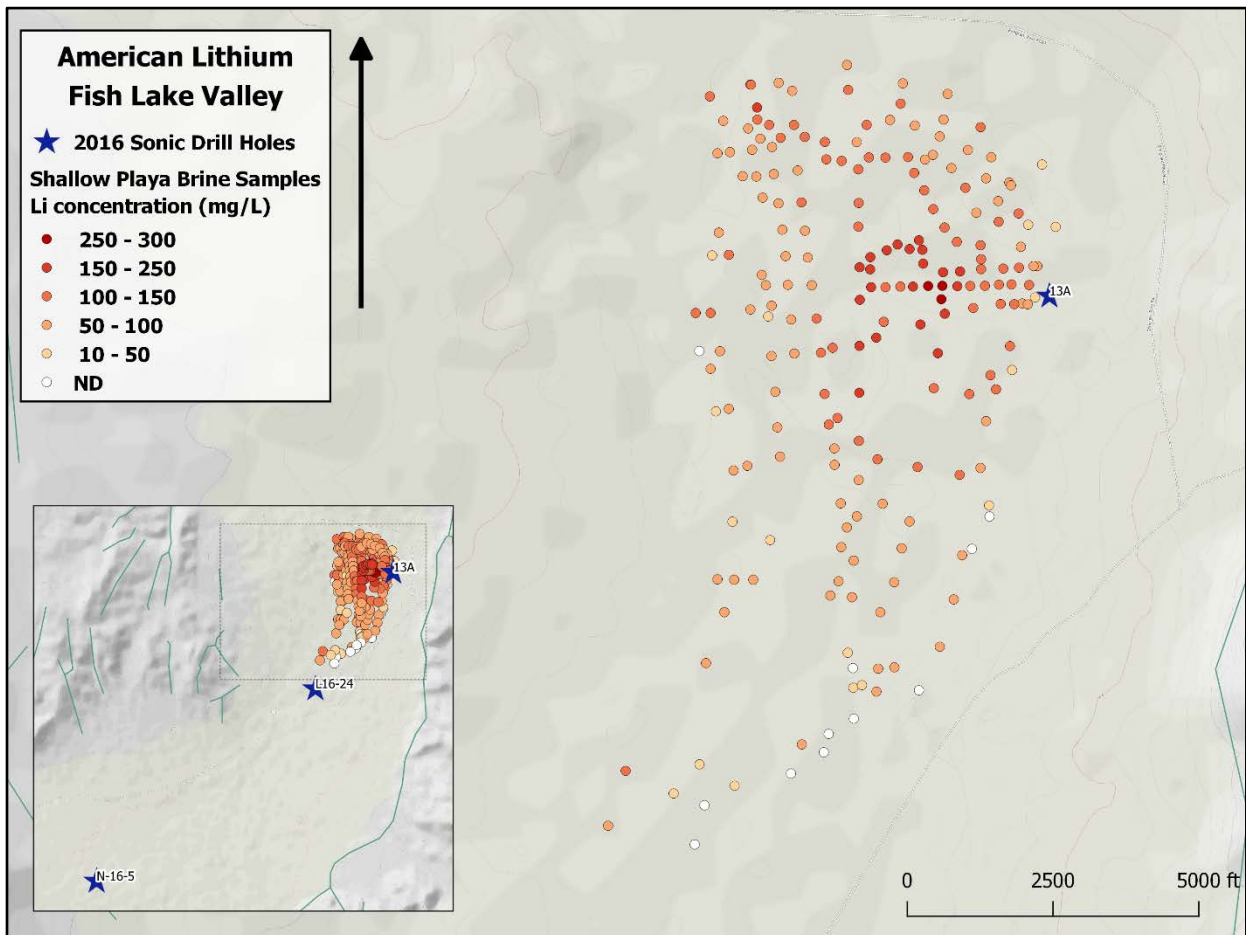 American Lithium
Fish Lake Valley
2016 Sonic Drill Holes
Shallow Playa Brine Samples
Li concentration (mg/L)
250 - 300
150 - 250
100 - 150
50 - 100
10 - 50
ND
13A
13A
L16-24
N-16-5
0 2500 5000 ft